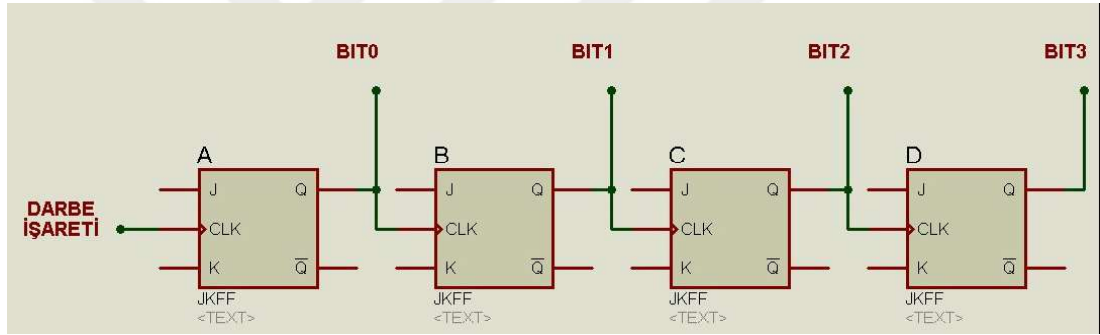 BIT0
BIT1
BIT2
BIT3
A
B
C
D
DARBE
İŞARETİ
J Q
CLK
K Q̅
JKFF
<TEXT>
J Q
CLK
K Q̅
JKFF
<TEXT>
J Q
CLK
K Q̅
JKFF
<TEXT>
J Q
CLK
K Q̅
JKFF
<TEXT>